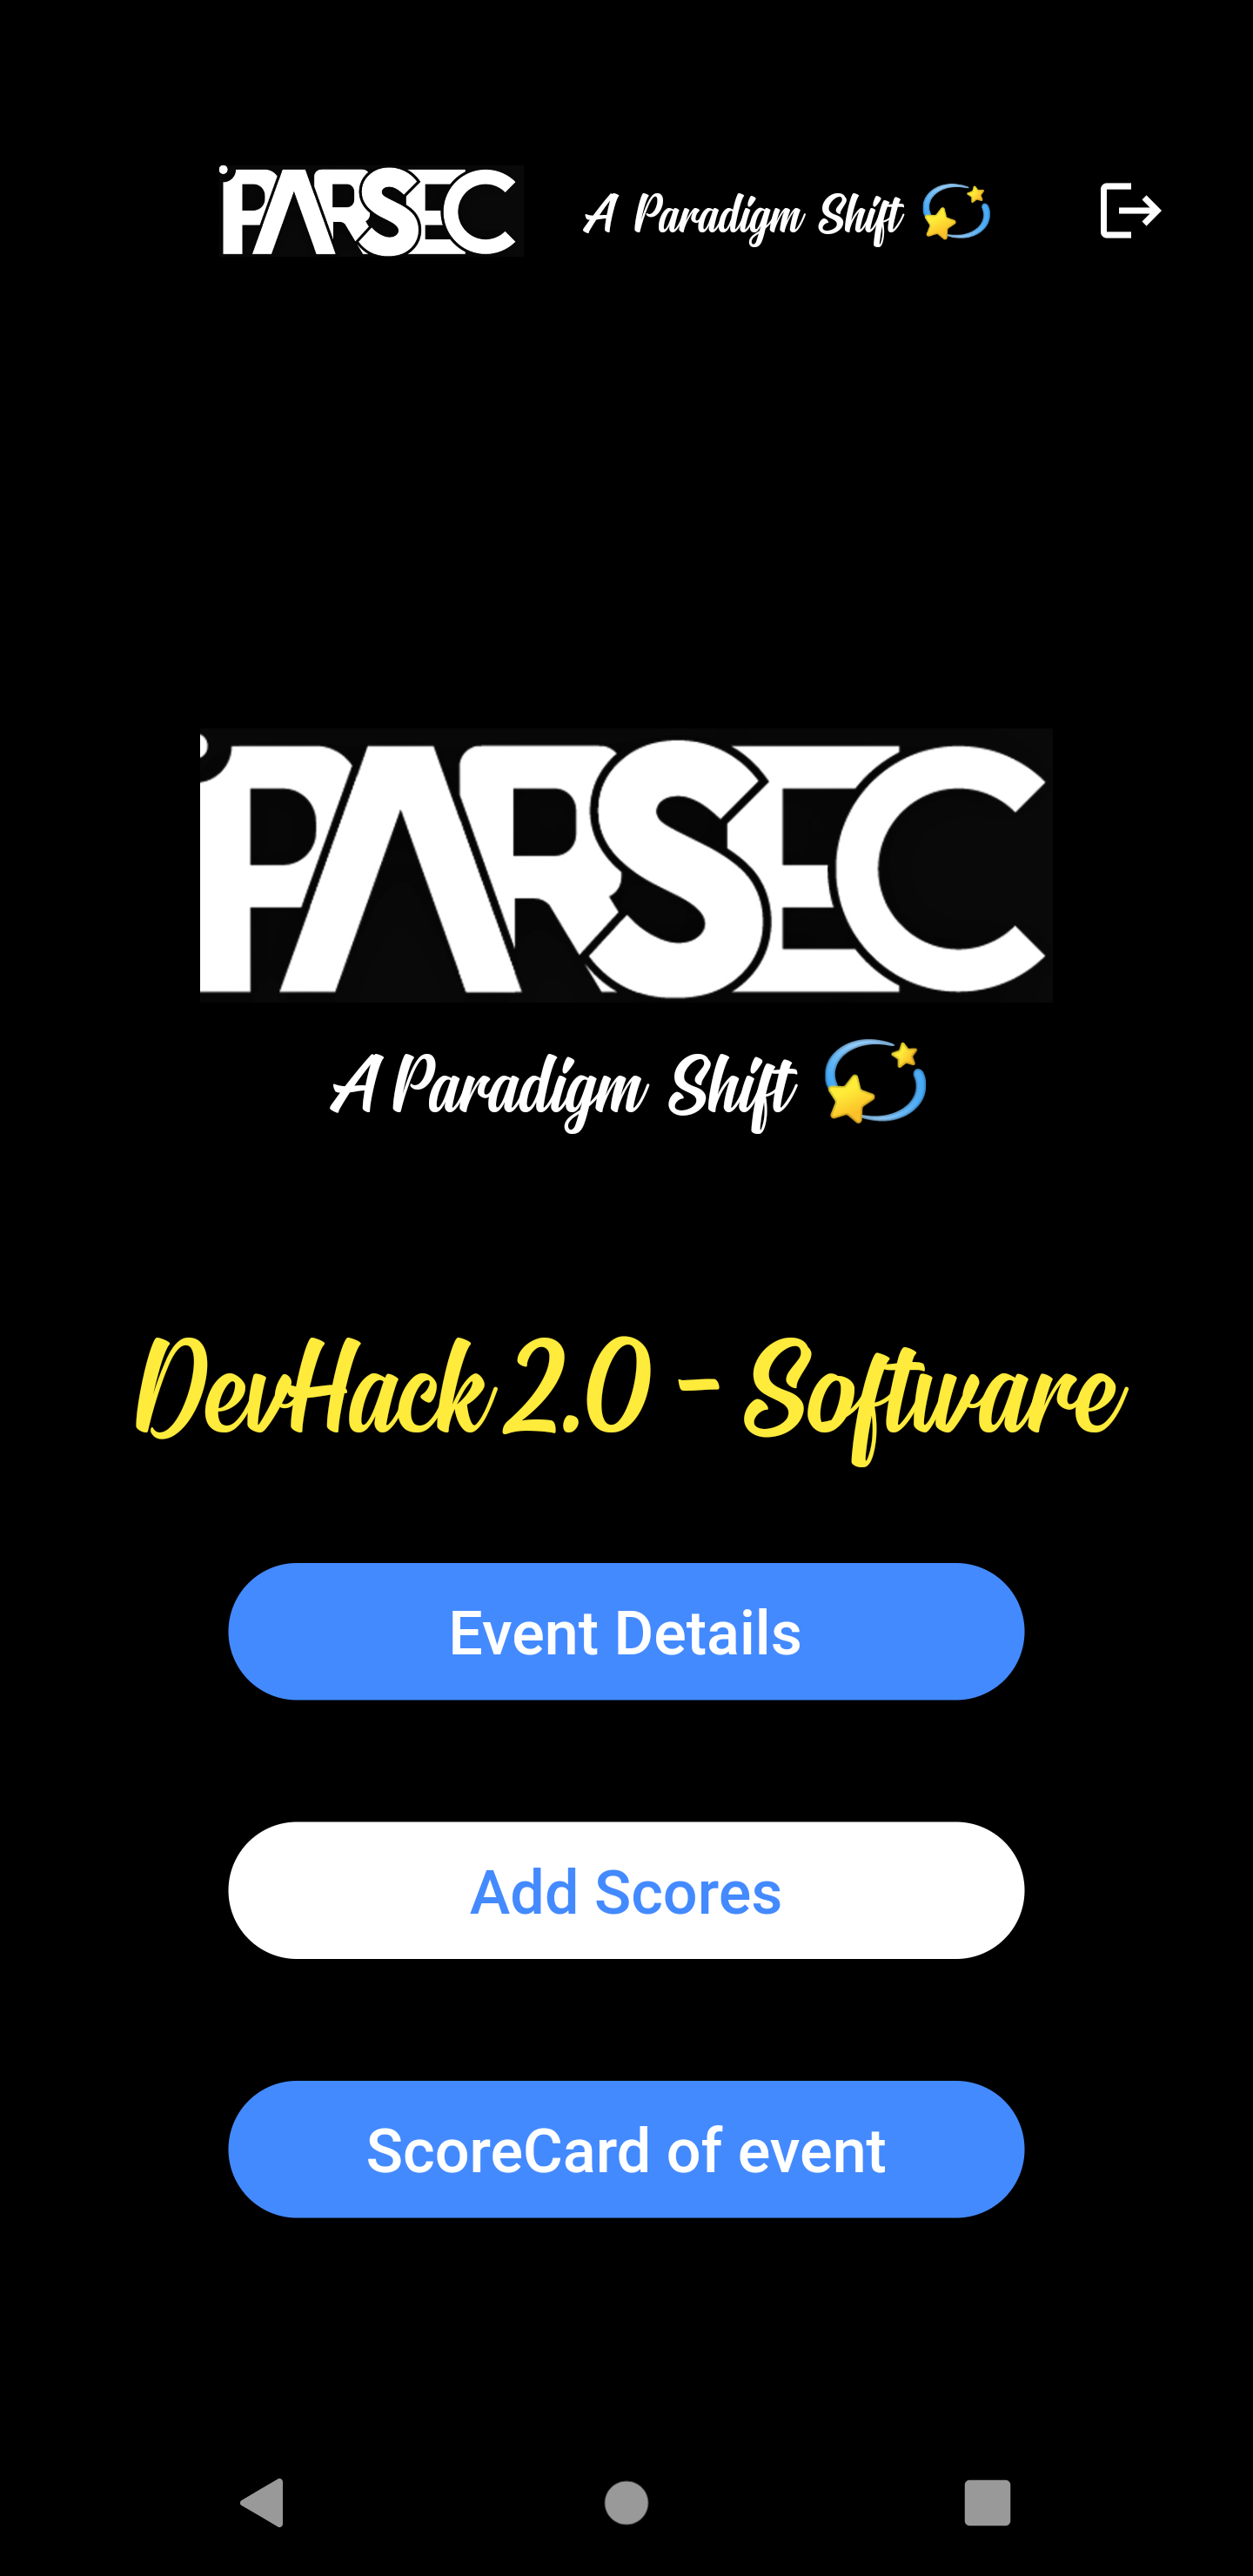 PARSEC A Paradigm Shift 💫
PARSEC
A Paradigm Shift 💫
DevHack 2.0 - Software
Event Details
Add Scores
ScoreCard of event